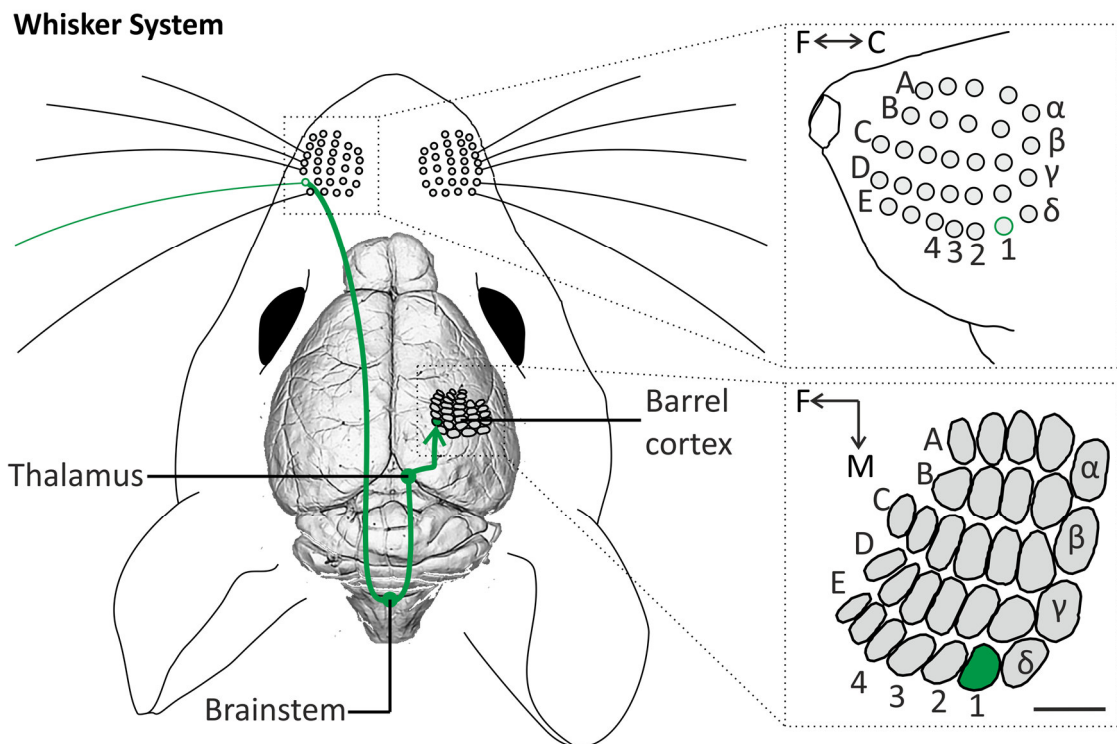 Whisker System
F C
A
B
C
D
E
α
β
γ
δ
4 3 2 1
Barrel
cortex
Thalamus
Brainstem
F
M
A
B
C
D
E
α
β
γ
δ
4 3 2 1